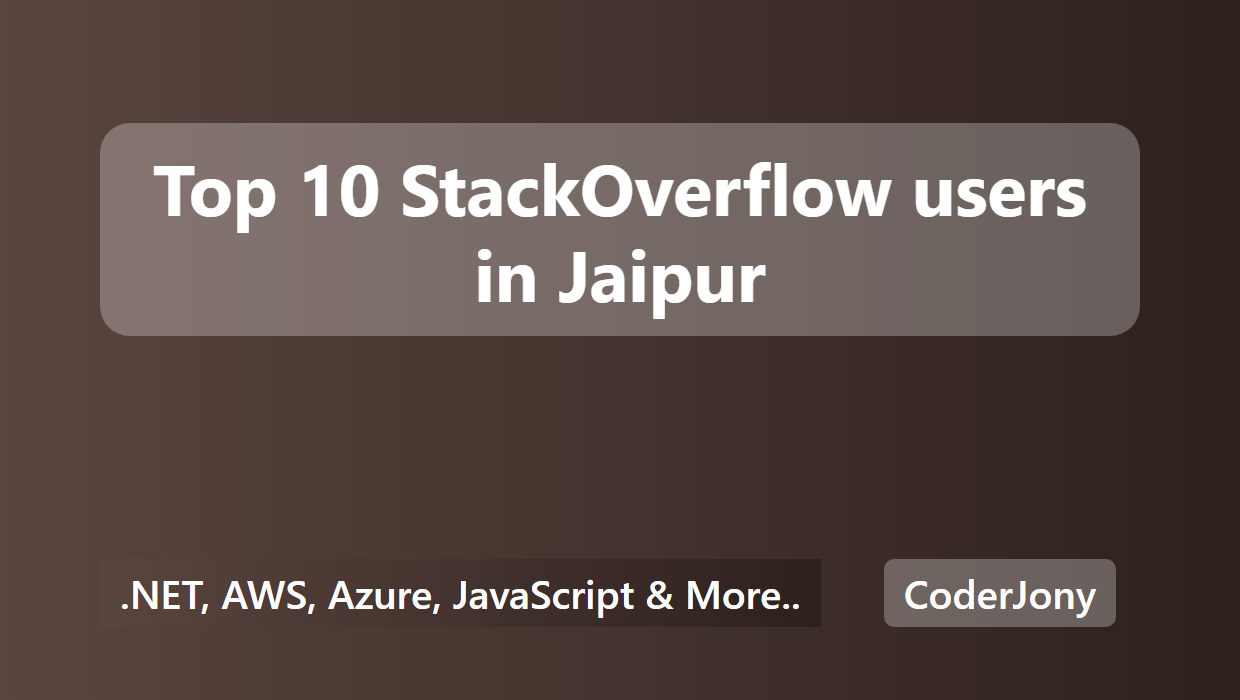 Top 10 StackOverflow users
in Jaipur
.NET, AWS, Azure, JavaScript & More..
CoderJony